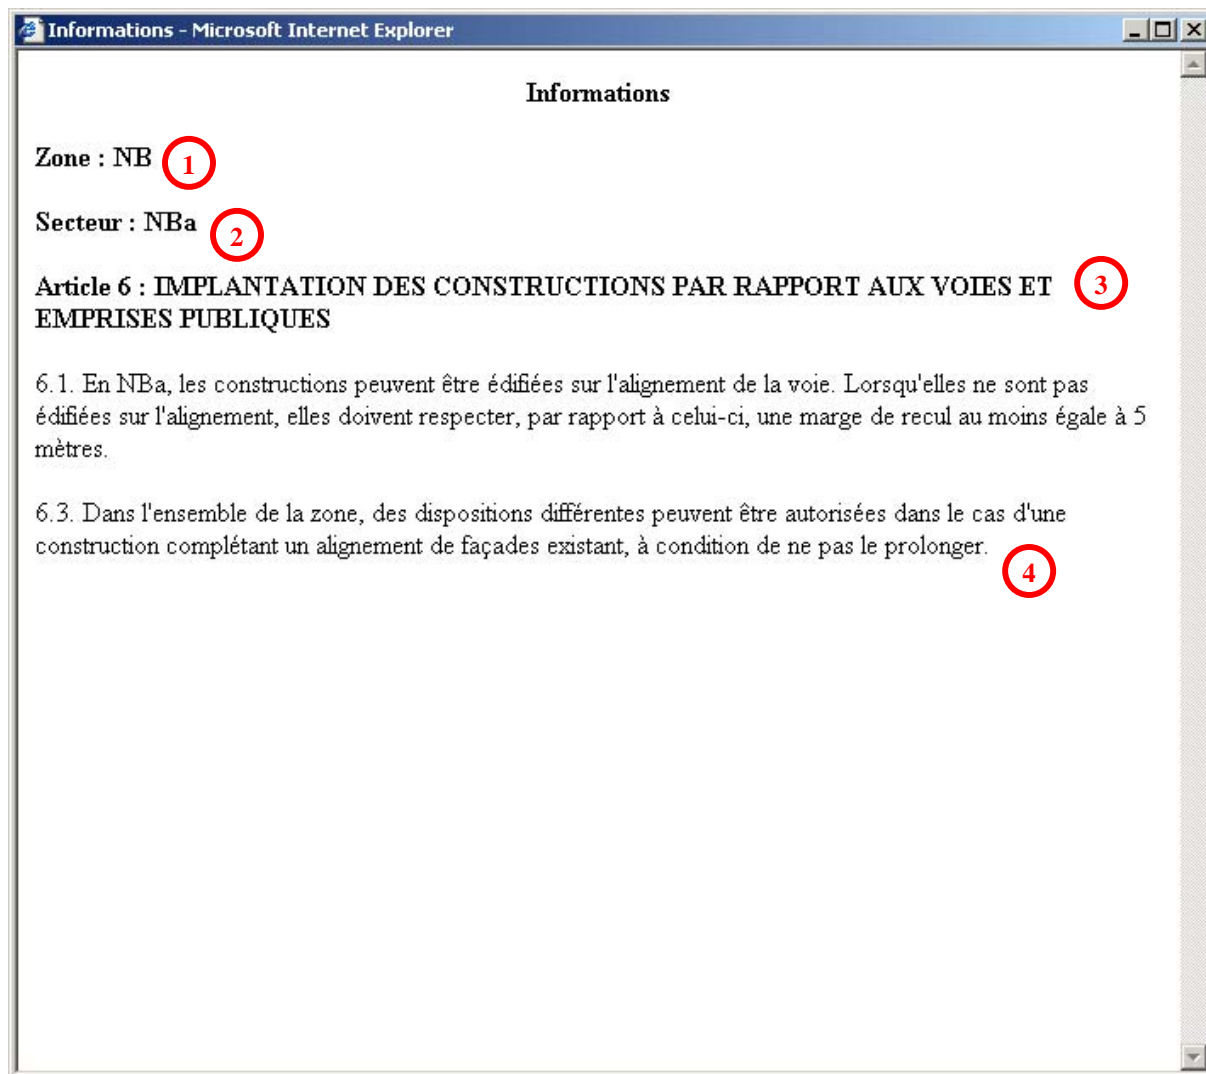 Informations - Microsoft Internet Explorer
Informations
Zone : NB
1
Secteur : NBa
2
Article 6 : IMPLANTATION DES CONSTRUCTIONS PAR RAPPORT AUX VOIES ET
3
EMPRISES PUBLIQUES
6.1. En NBa, les constructions peuvent être édifiées sur l'alignement de la voie. Lorsqu'elles ne sont pas
édifiées sur l'alignement, elles doivent respecter, par rapport à celui-ci, une marge de recul au moins égale à 5
mètres.
6.3. Dans l'ensemble de la zone, des dispositions différentes peuvent être autorisées dans le cas d'une
construction complétant un alignement de façades existant, à condition de ne pas le prolonger.
4